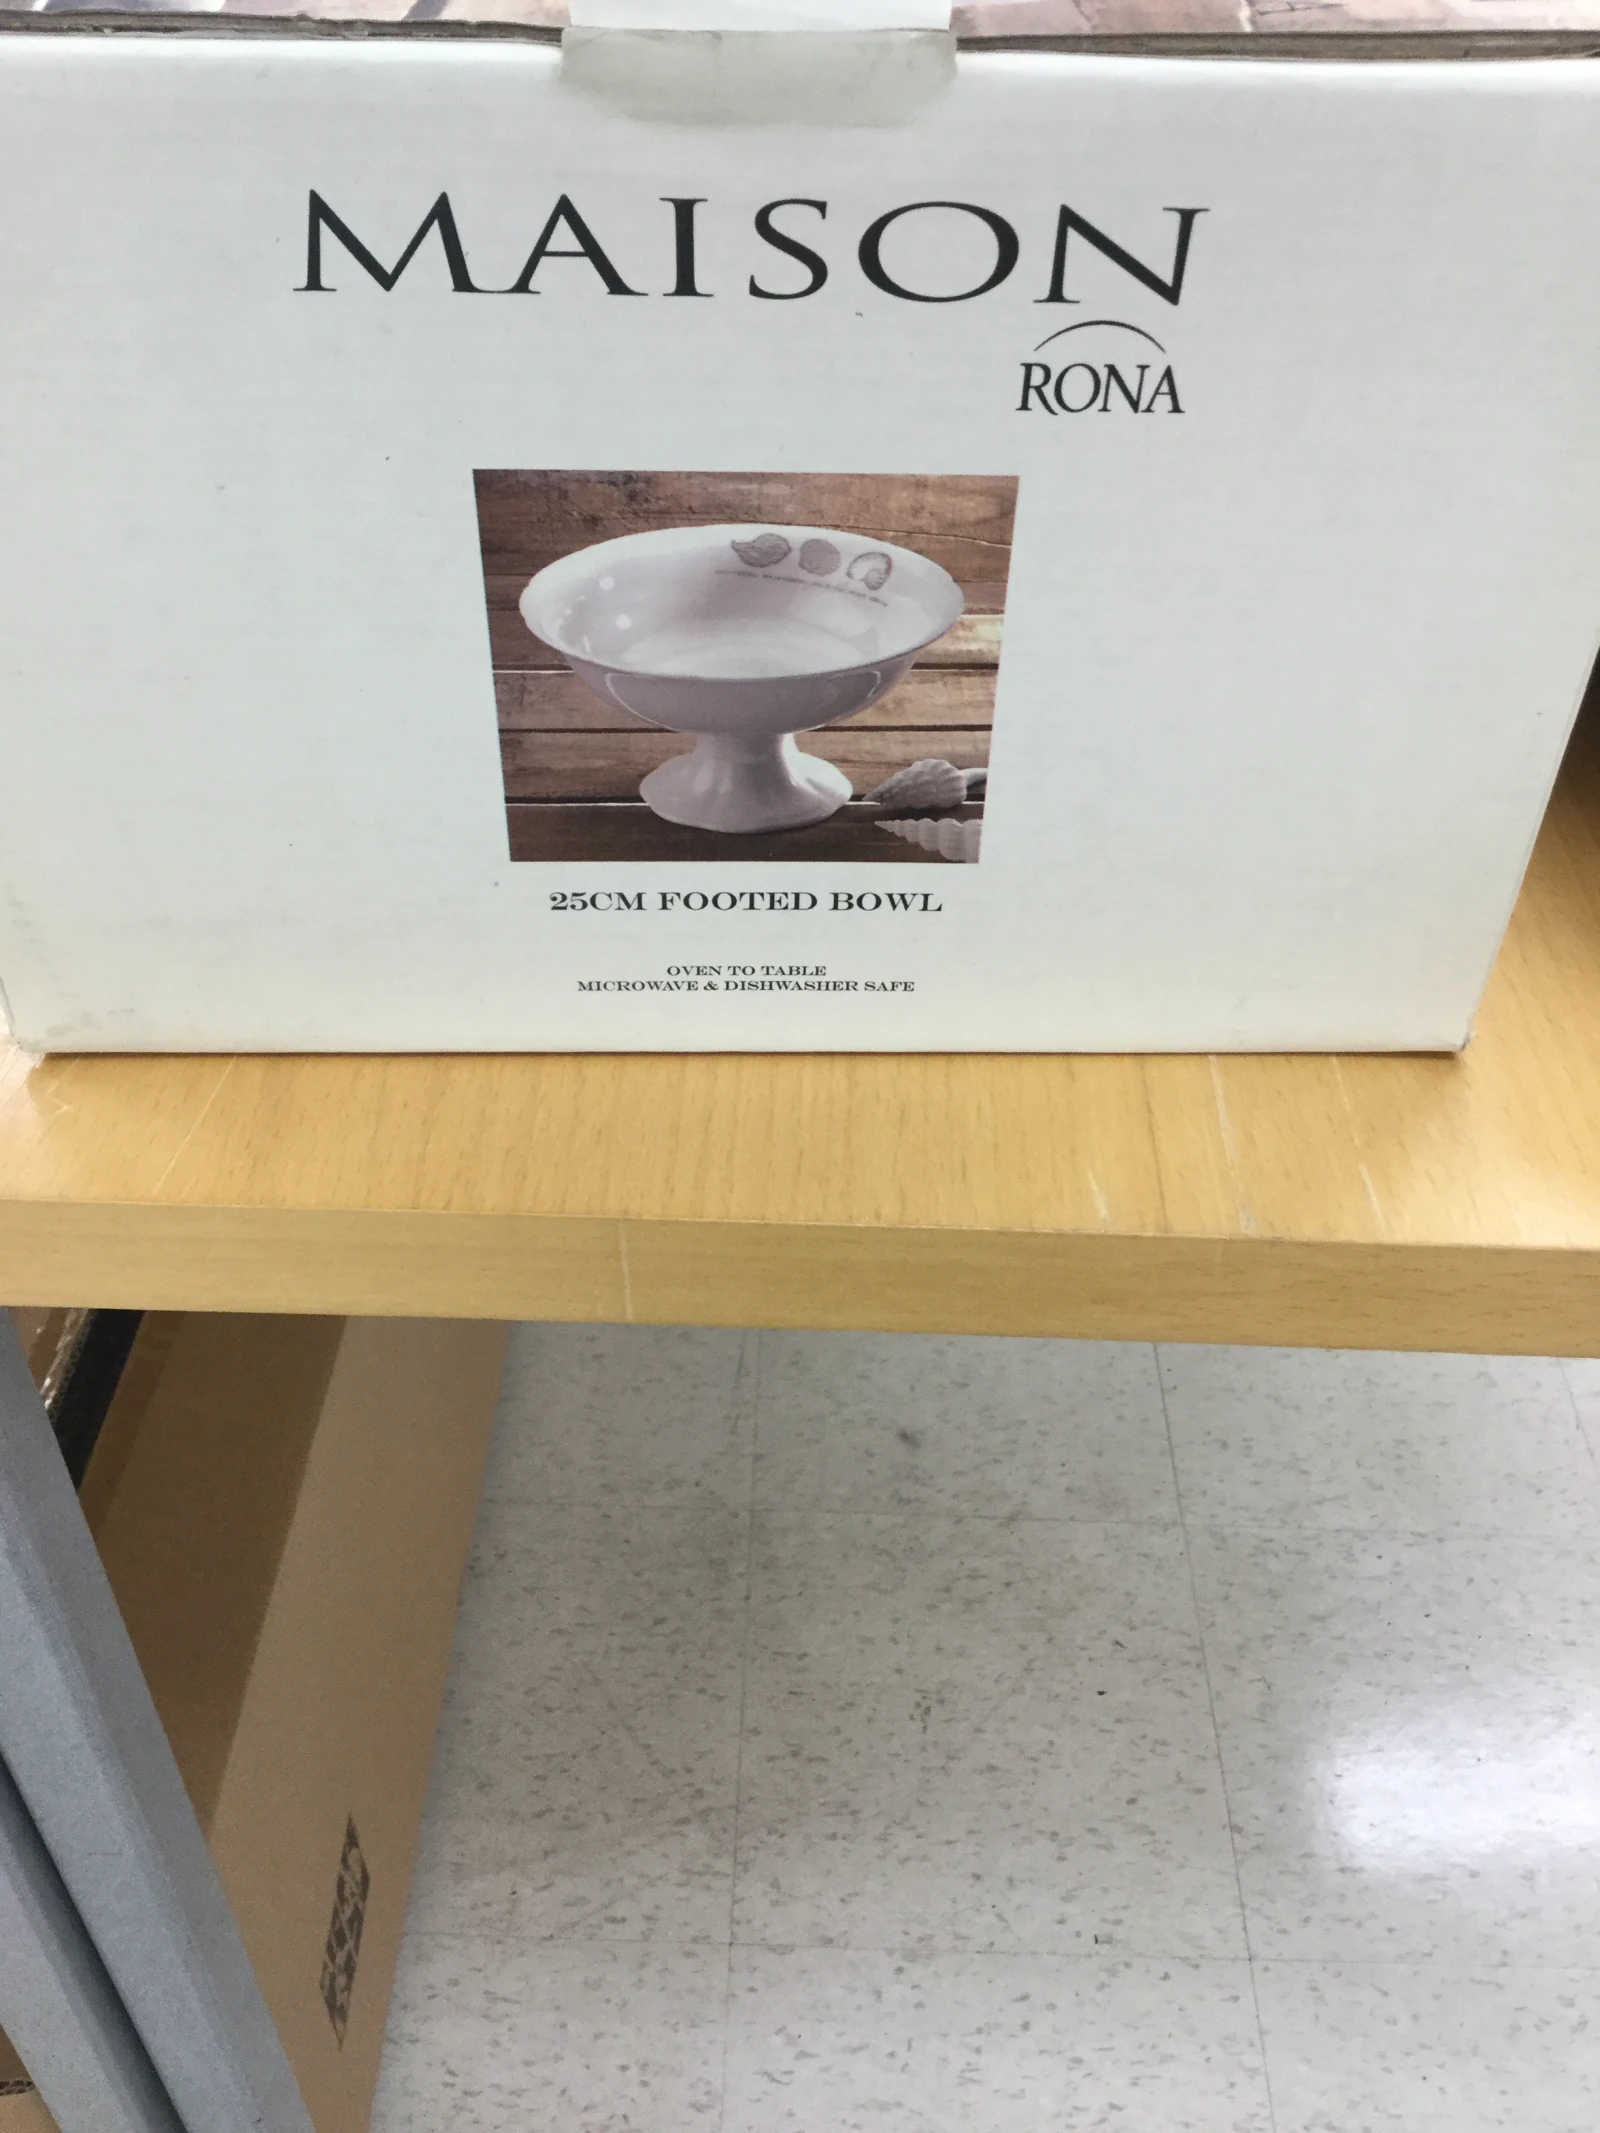 MAISON
RONA
25CM FOOTED BOWL
OVEN TO TABLE
MICROWAVE & DISHWASHER SAFE